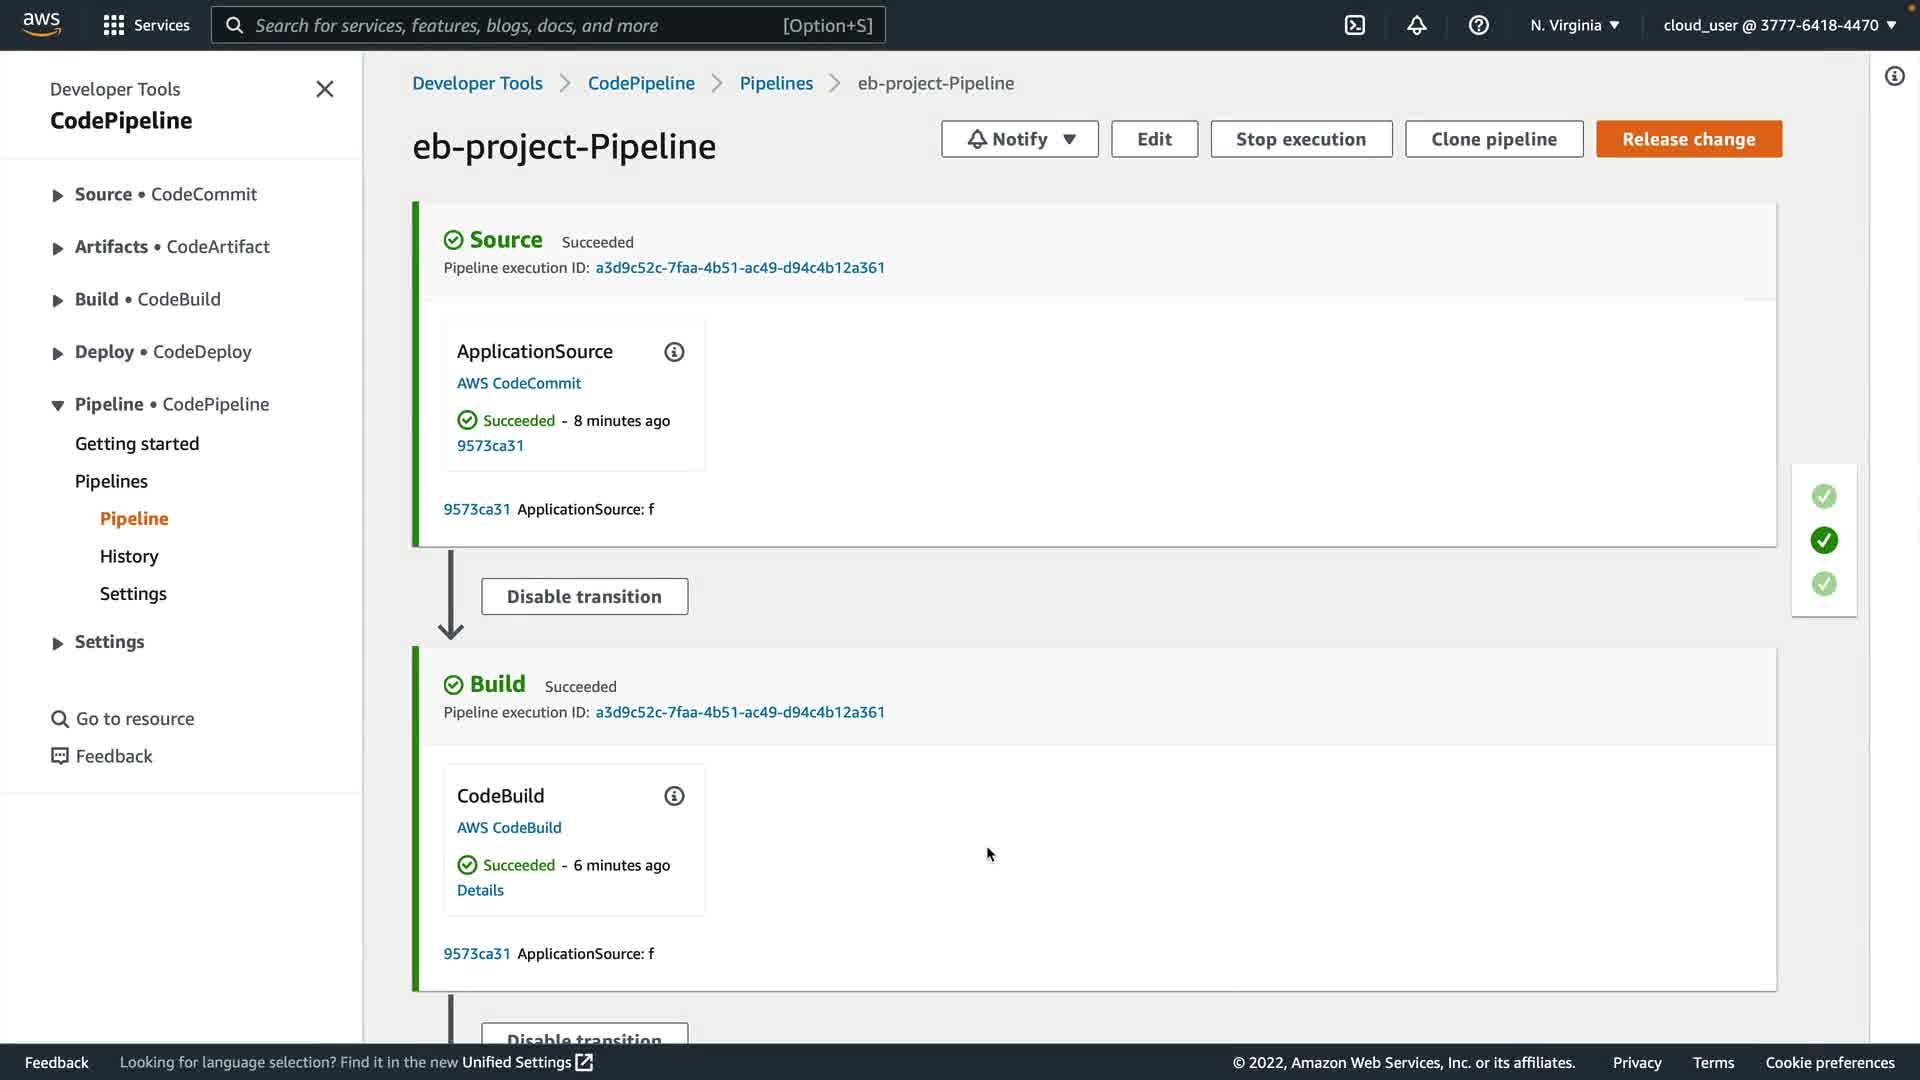 aws
Services
Search for services, features, blogs, docs, and more
[Option+S]
N. Virginia
cloud_user @ 3777-6418-4470
Developer Tools
CodePipeline
Source • CodeCommit
Artifacts • CodeArtifact
Build • CodeBuild
Deploy • CodeDeploy
Pipeline • CodePipeline
Getting started
Pipelines
Pipeline
History
Settings
Settings
Go to resource
Feedback
Developer Tools
CodePipeline
Pipelines
eb-project-Pipeline
eb-project-Pipeline
Notify
Edit
Stop execution
Clone pipeline
Release change
Source Succeeded
Pipeline execution ID: a3d9c52c-7faa-4b51-ac49-d94c4b12a361
ApplicationSource
AWS CodeCommit
Succeeded - 8 minutes ago
9573ca31
9573ca31 ApplicationSource: f
Disable transition
Build Succeeded
Pipeline execution ID: a3d9c52c-7faa-4b51-ac49-d94c4b12a361
CodeBuild
AWS CodeBuild
Succeeded - 6 minutes ago
Details
9573ca31 ApplicationSource: f
Disable transition
Feedback
Looking for language selection? Find it in the new Unified Settings
© 2022, Amazon Web Services, Inc. or its affiliates.
Privacy
Terms
Cookie preferences